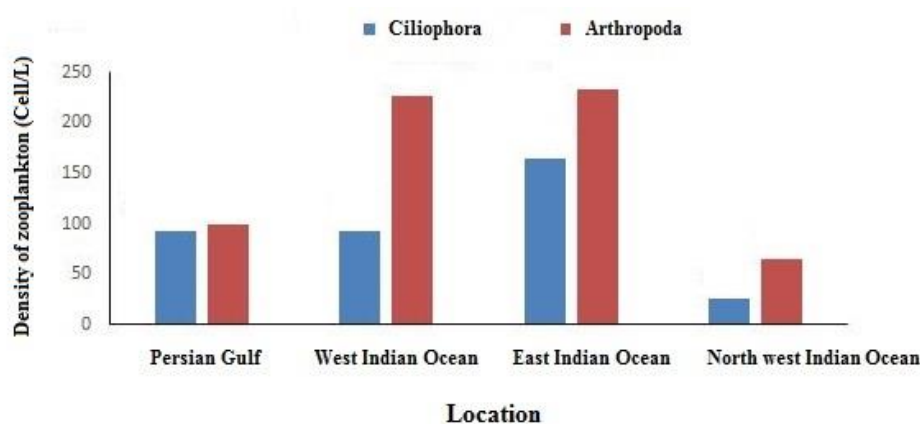 Ciliophora Arthropoda
Density of zooplankton (Cell/L)
250
200
150
100
50
0
Persian Gulf West Indian Ocean East Indian Ocean North west Indian Ocean
Location